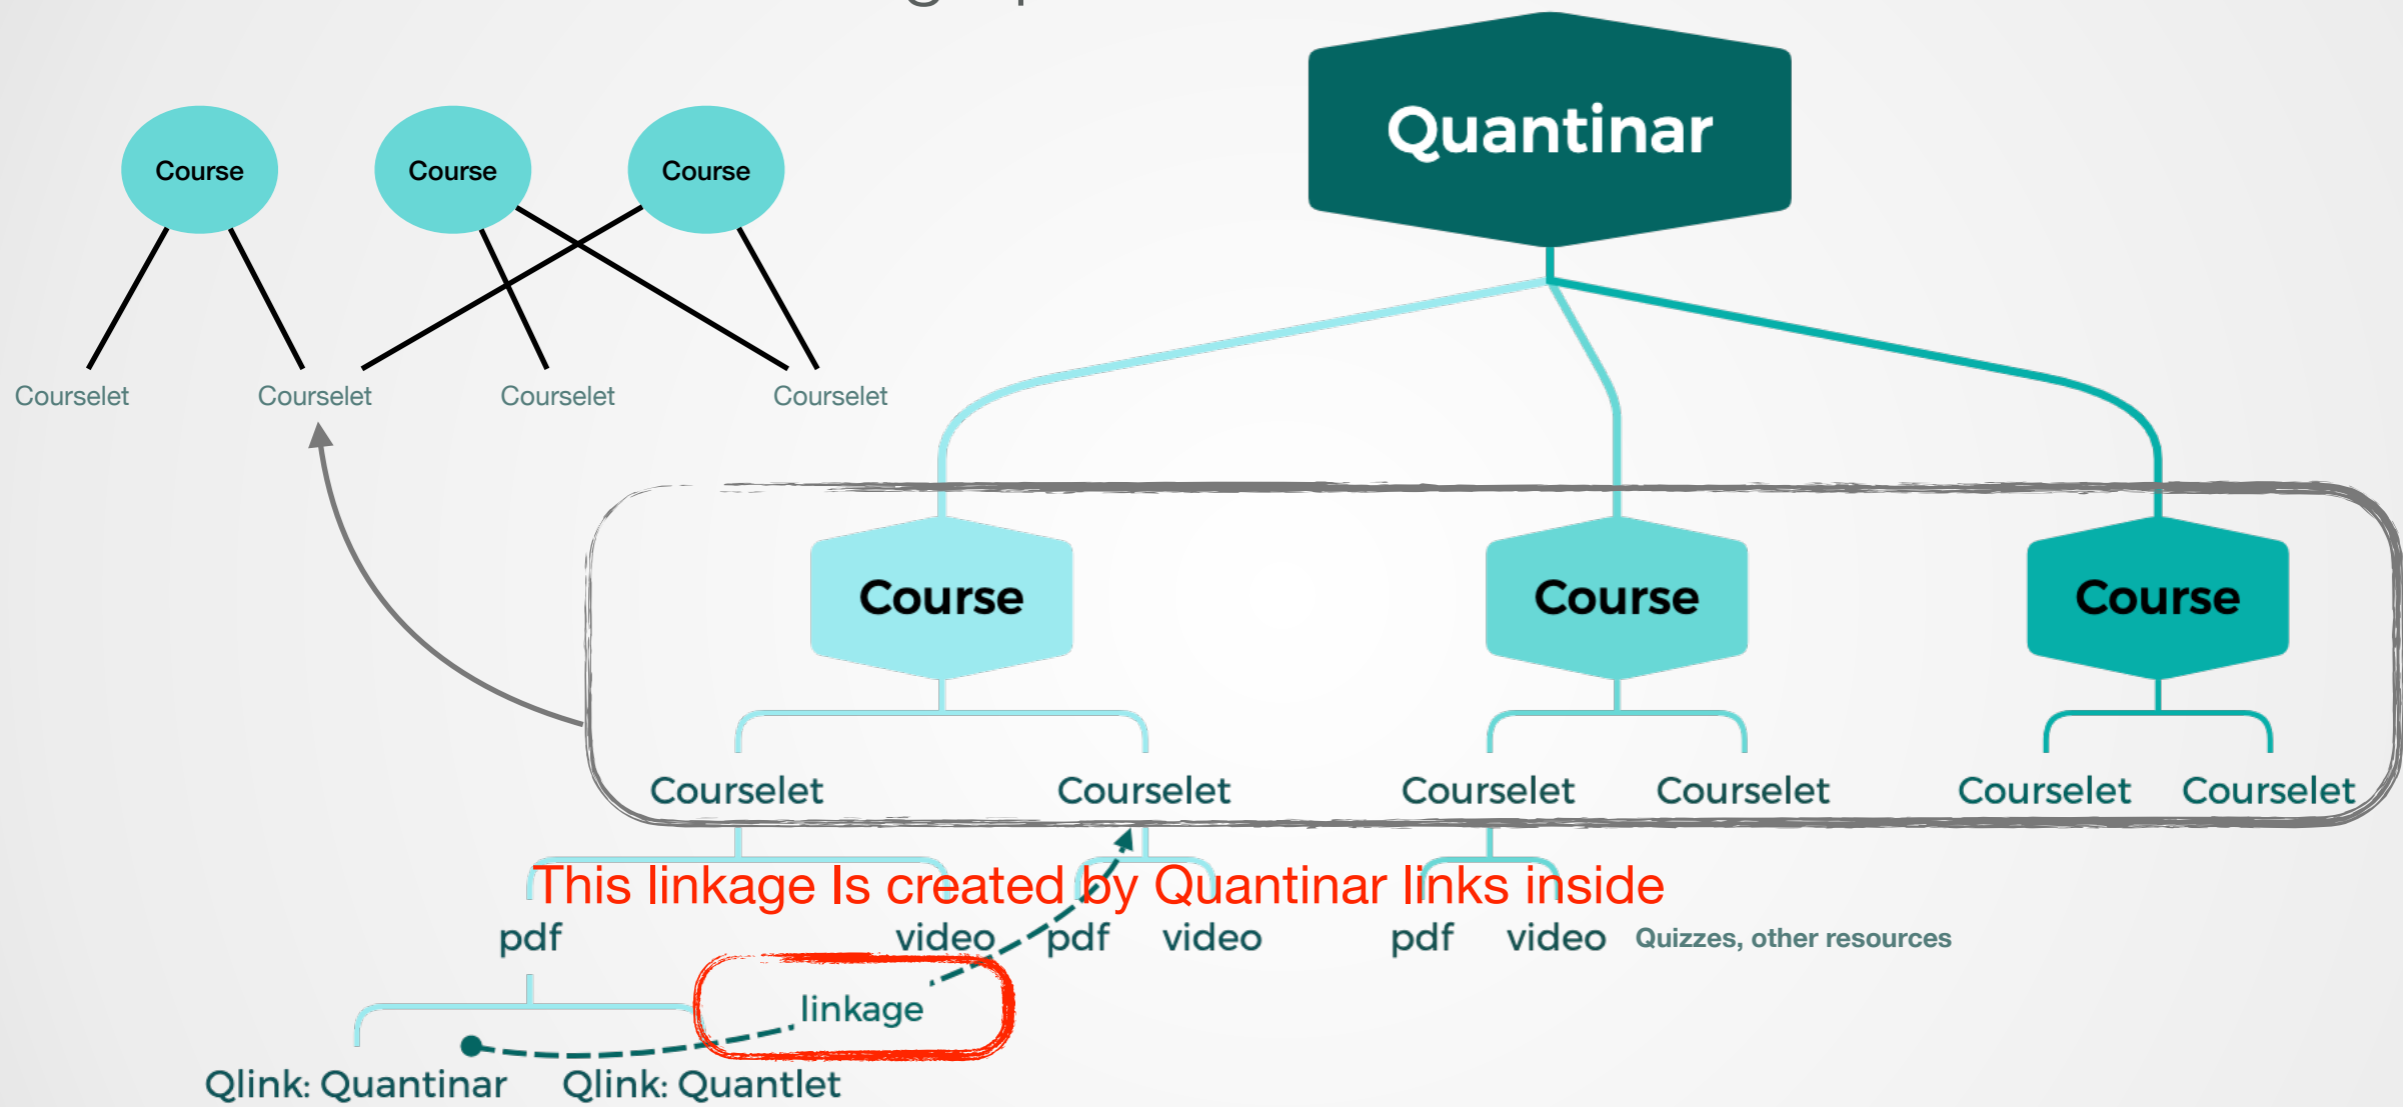 Quantinar
Course
Course
Course
Courselet
Courselet
Courselet
Courselet
Course
Course
Course
Courselet
Courselet
Courselet
Courselet
Courselet
Courselet
This linkage Is created by Quantinar links inside
pdf
video
pdf
video
pdf
video
Quizzes, other resources
linkage
Qlink: Quantinar
Qlink: Quantlet